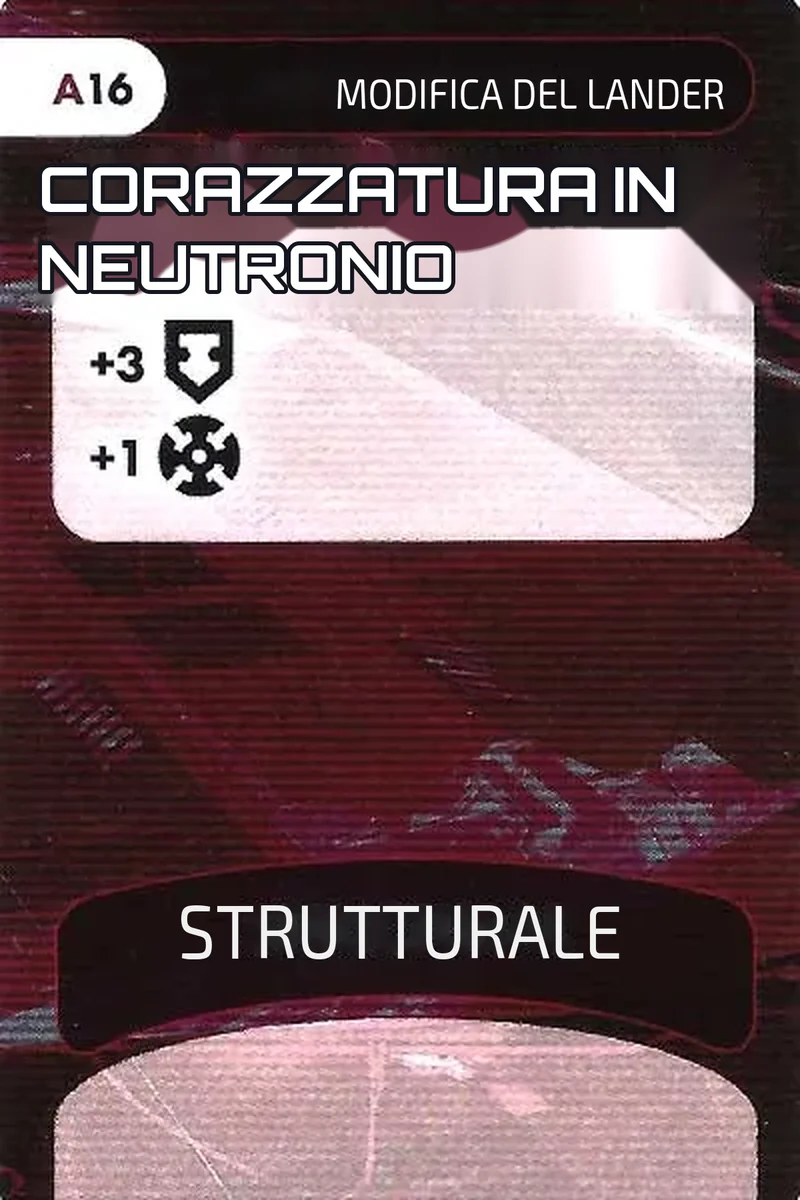 A16
MODIFICA DEL LANDER
CORAZZATURA IN
NEUTRONIO
+3
+1
STRUTTURALE